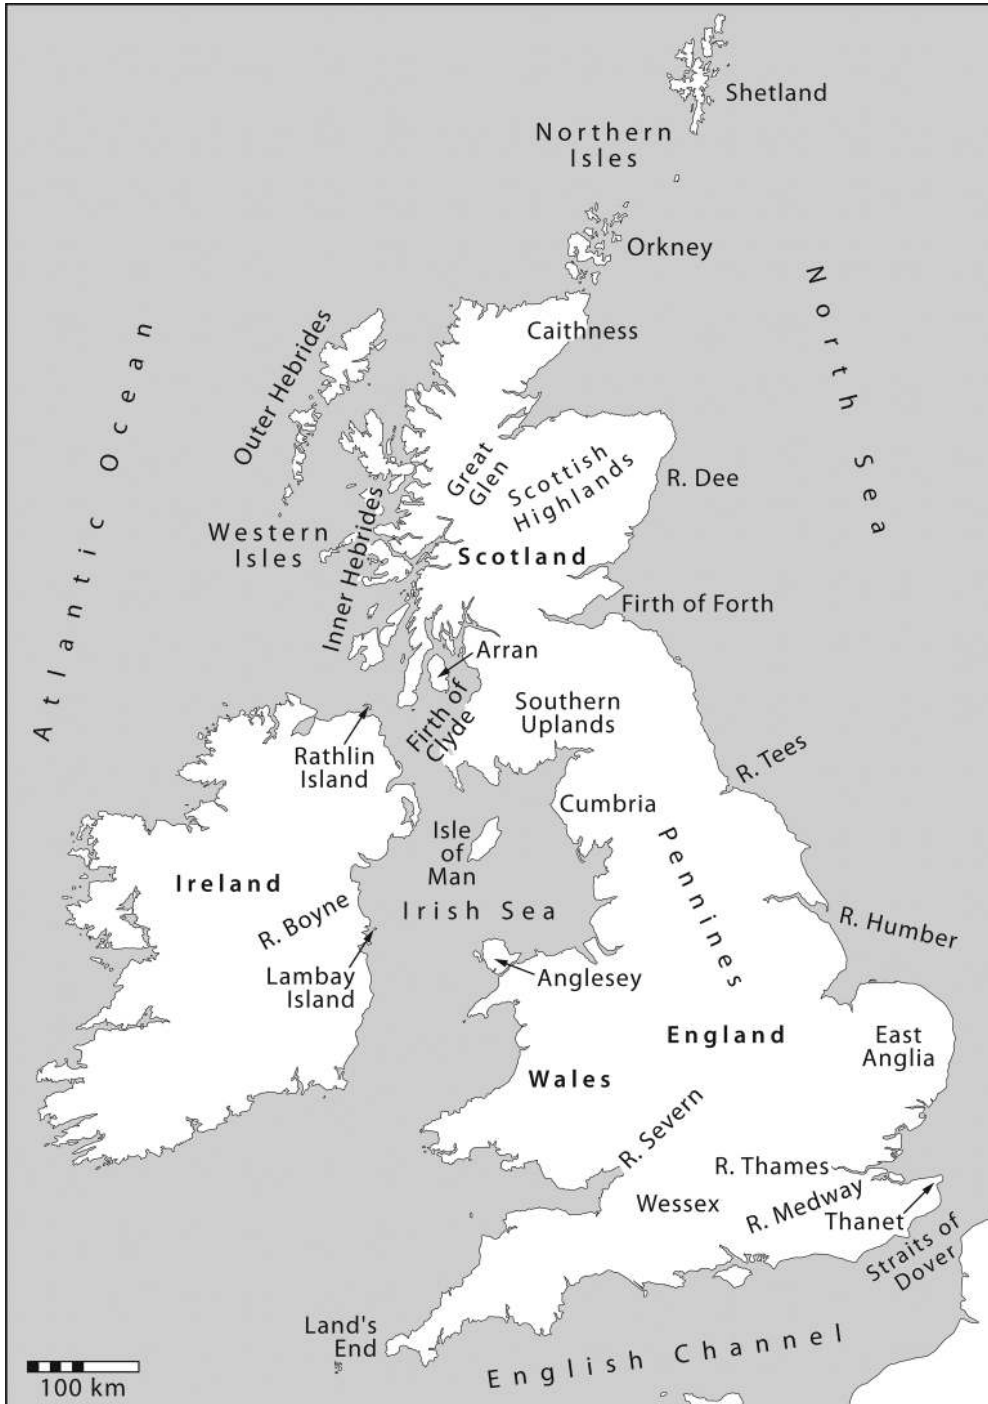 Shetland
Northern
Isles
Orkney
North Sea
Caithness
Outer Hebrides
Atlantic Ocean
Great
Glen
Scottish
Highlands
R. Dee
Western
Isles
Inner Hebrides
Scotland
Firth of Forth
Arran
Firth of
Clyde
Southern
Uplands
Rathlin
Island
R. Tees
Cumbria
Isle
of
Man
Pennines
Ireland
R. Boyne
Irish Sea
R. Humber
Lambay
Island
Anglesey
England
East
Anglia
Wales
R. Severn
R. Thames
R. Medway
Wessex
Thanet
Straits of
Dover
Land's
End
English Channel
100 km